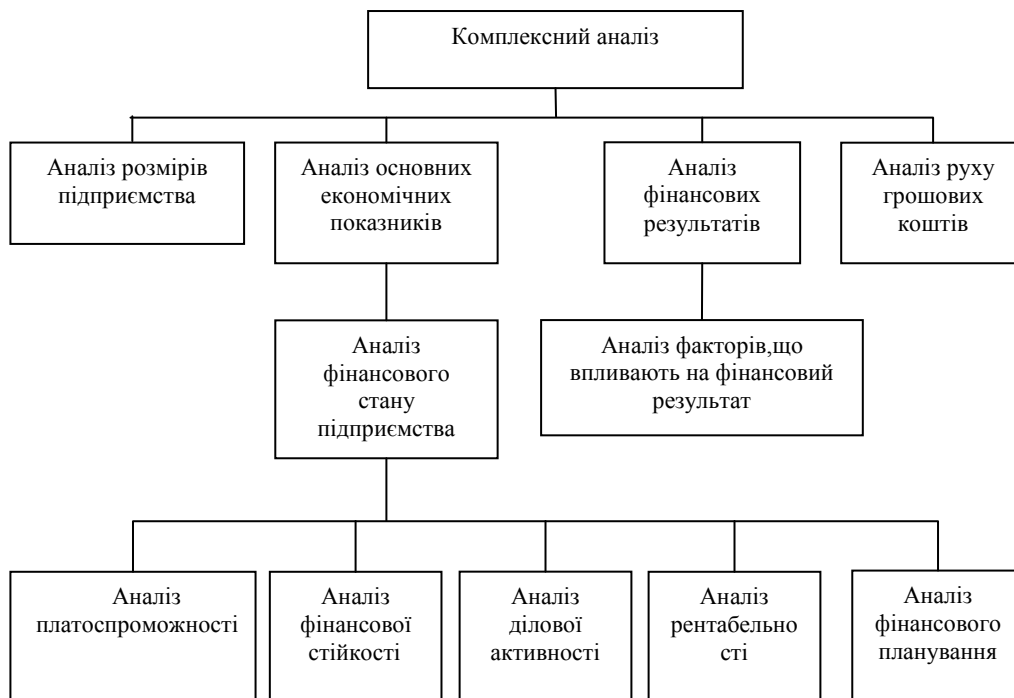 Комплексний аналіз
Аналіз розмірів
підприємства
Аналіз основних
економічних
показників
Аналіз
фінансових
результатів
Аналіз руху
грошових
коштів
Аналіз
фінансового
стану
підприємства
Аналіз факторів,що
впливають на фінансовий
результат
Аналіз
платоспроможності
Аналіз
фінансової
стійкості
Аналіз
ділової
активності
Аналіз
рентабельно
сті
Аналіз
фінансового
планування